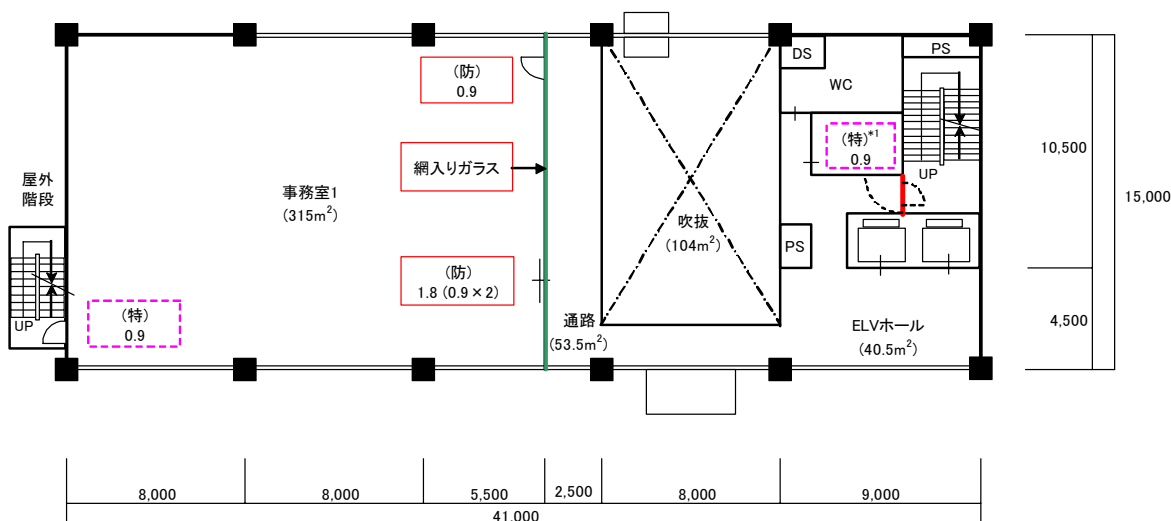 DS
PS
(防)
0.9
WC
(特)*1
0.9
網入りガラス
10,500
屋外
階段
UP
事務室1
(315m²)
15,000
吹抜
(104m²)
PS
(防)
1.8 (0.9×2)
(特)
0.9
UP
通路
(53.5m²)
ELVホール
(40.5m²)
4,500
8,000
8,000
5,500
2,500
8,000
9,000
41,000